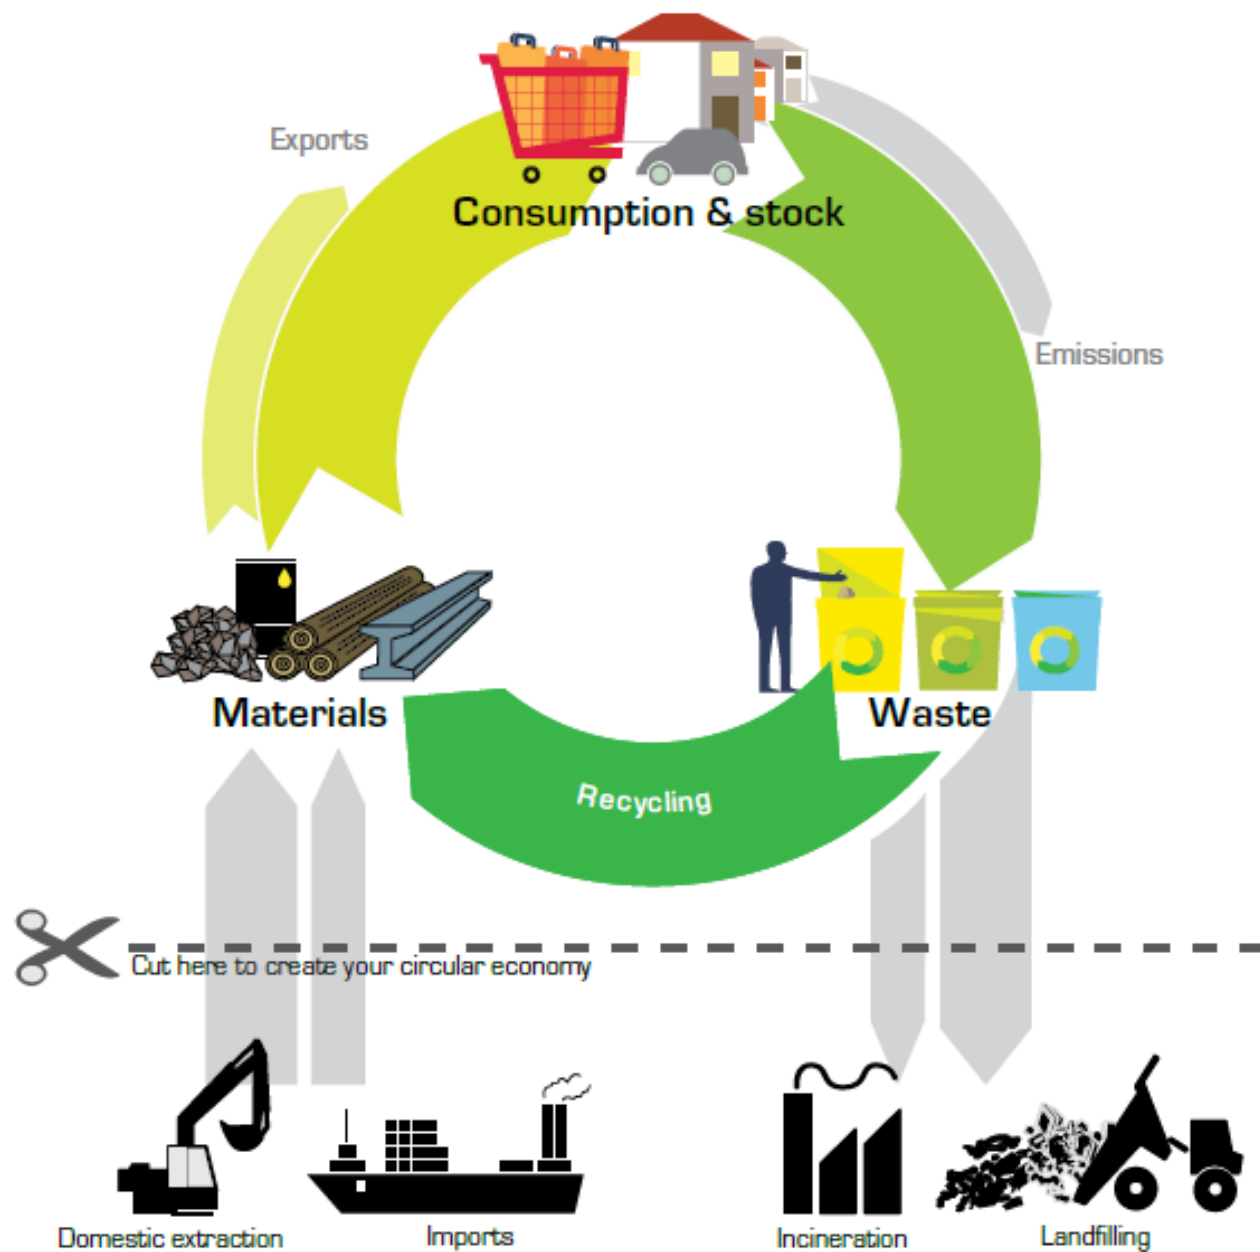 Exports
Consumption & stock
Emissions
Materials
Waste
Recycling
Cut here to create your circular economy
Domestic extraction
Imports
Incineration
Landfilling